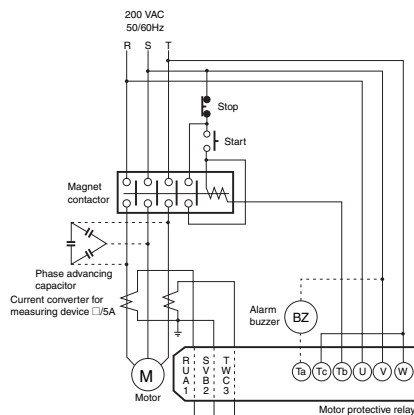 200 VAC
50/60Hz
R S T
Stop
Start
Magnet
contactor
Phase advancing
capacitor
Current converter for
measuring device □/5A
Alarm
buzzer
BZ
M
Motor
R S T
U V W
A B C
1 2 3
Ta Tc Tb U V W
Motor protective relay